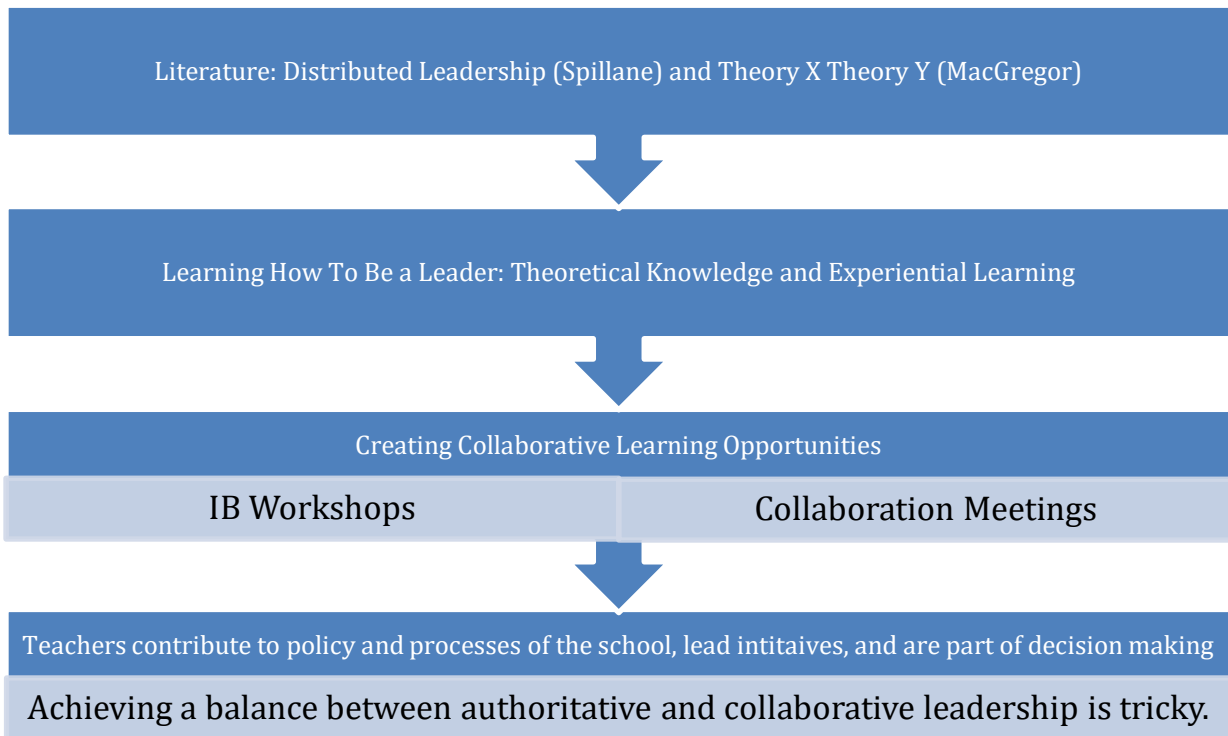 Literature: Distributed Leadership (Spillane) and Theory X Theory Y (MacGregor)
Learning How To Be a Leader: Theoretical Knowledge and Experiential Learning
Creating Collaborative Learning Opportunities
IB Workshops
Collaboration Meetings
Teachers contribute to policy and processes of the school, lead intitaives, and are part of decision making
Achieving a balance between authoritative and collaborative leadership is tricky.